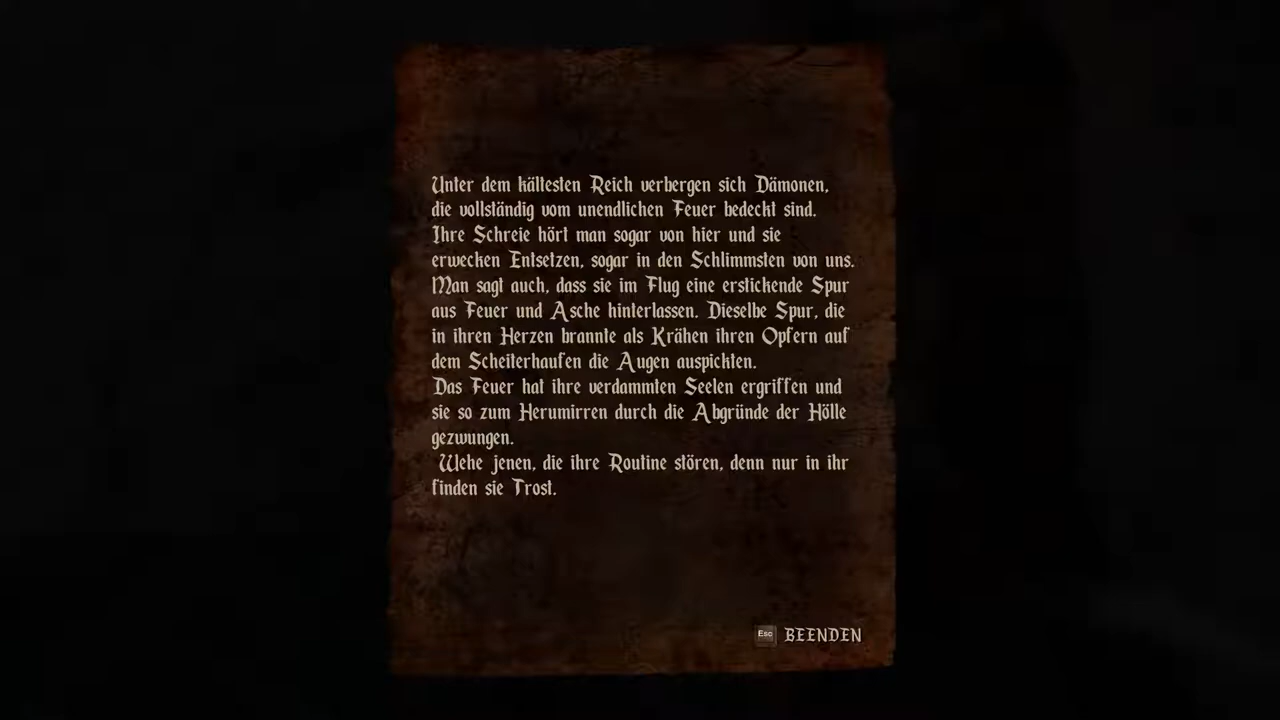 Unter dem kältesten Reich verbergen sich Dämonen,
die vollständig vom unendlichen Feuer bedeckt sind.
Ihre Schreie hört man sogar von hier und sie
erwecken Entsetzen, sogar in den Schlimmsten von uns.
Man sagt auch, dass sie im Flug eine erstickende Spur
aus Feuer und Asche hinterlassen. Dieselbe Spur, die
in ihren Herzen brannte als Krähen ihren Opfern auf
dem Scheiterhaufen die Augen auspickten.
Das Feuer hat ihre verdammten Seelen ergriffen und
sie so zum Herumirren durch die Abgründe der Hölle
gezwungen.
Wehe jenen, die ihre Routine stören, denn nur in ihr
finden sie Trost.
Esc BEENDEN